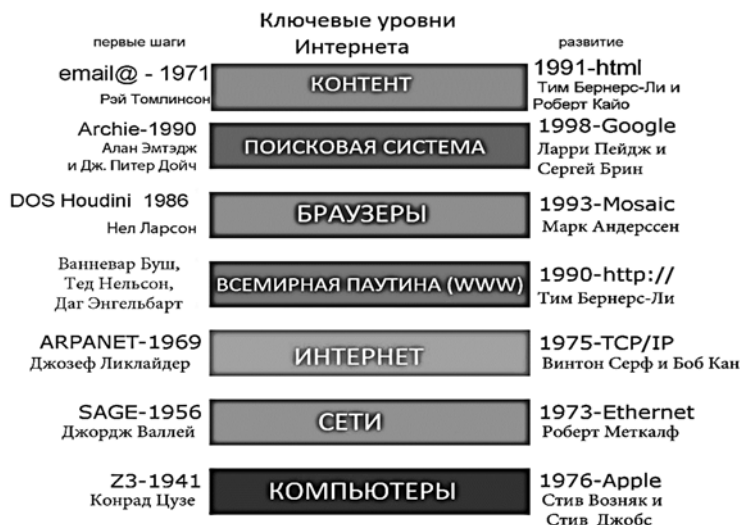 Ключевые уровни
Интернета
первые шаги
развитие
email@ - 1971
Рэй Томлинсон
КОНТЕНТ
1991-html
Тим Бернерс-Ли и
Роберт Кайо
Archie-1990
Алан Эмтэдж
и Дж. Питер Дойч
ПОИСКОВАЯ СИСТЕМА
1998-Google
Ларри Пейдж и
Сергей Брин
DOS Houdini 1986
Нел Ларсон
БРАУЗЕРЫ
1993-Mosaic
Марк Андерссен
Ванневар Буш,
Тед Нельсон,
Даг Энгельбарт
ВСЕМИРНАЯ ПАУТИНА (WWW)
1990-http://
Тим Бернерс-Ли
ARPANET-1969
Джозеф Ликлайдер
ИНТЕРНЕТ
1975-TCP/IP
Винтон Серф и Боб Кан
SAGE-1956
Джордж Валлей
СЕТИ
1973-Ethernet
Роберт Меткалф
Z3-1941
Конрад Цузе
КОМПЬЮТЕРЫ
1976-Apple
Стив Возняк и
Стив Джобс